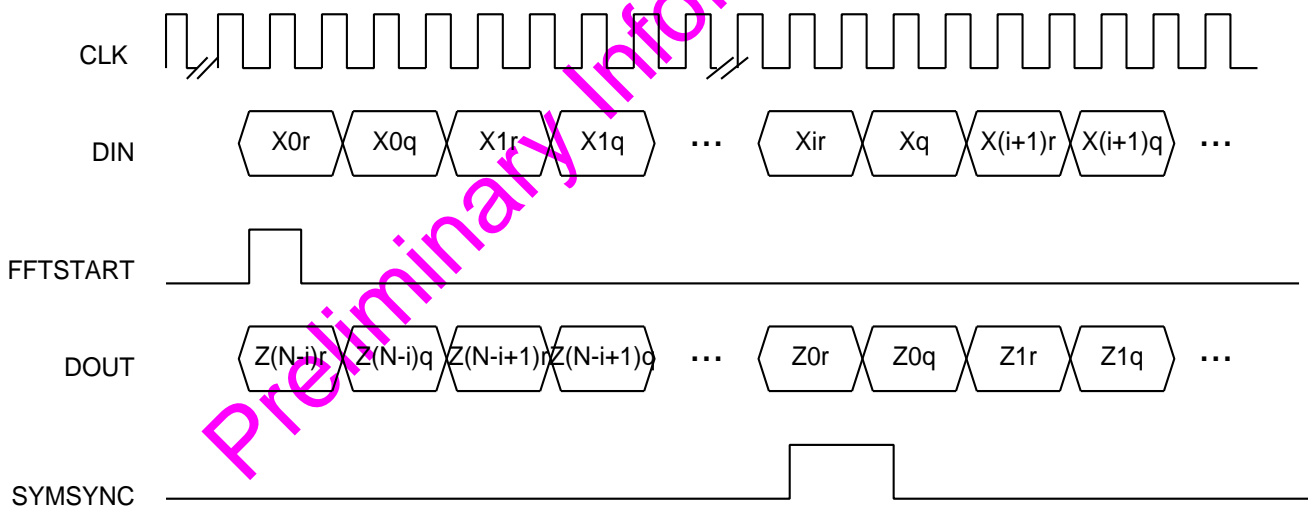 CLK
DIN X0r X0q X1r X1q ... Xir Xq X(i+1)r X(i+1)q ...
FFTSTART
DOUT Z(N-i)r Z(N-i)q Z(N-i+1)r Z(N-i+1)q ... Z0r Z0q Z1r Z1q ...
SYMSYNC
Preliminary Infor